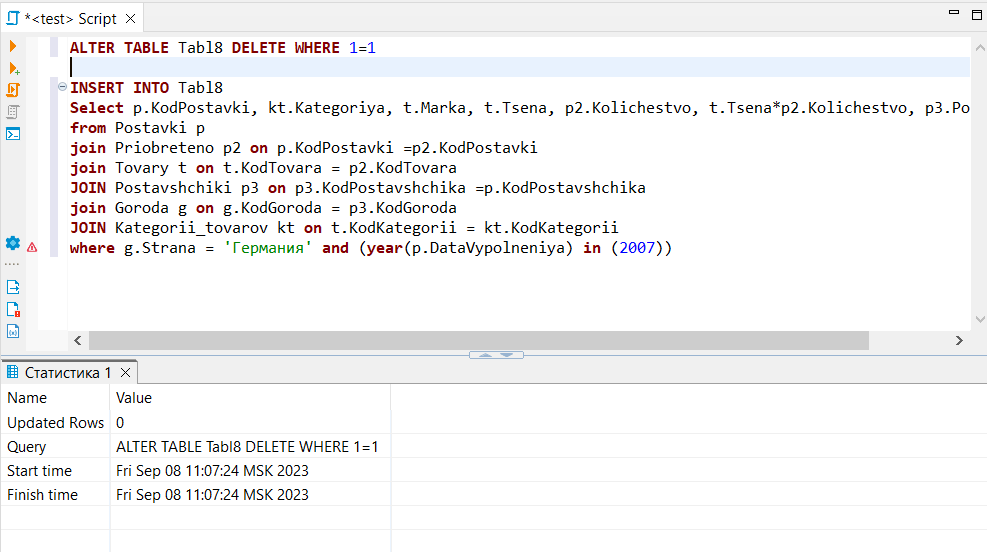 *<test> Script
ALTER TABLE Tabl8 DELETE WHERE 1=1
INSERT INTO Tabl8
Select p.KodPostavki, kt.Kategoriya, t.Marka, t.Tsena, p2.Kolichestvo, t.Tsena*p2.Kolichestvo, p3.Po
from Postavki p
join Priobreteno p2 on p.KodPostavki =p2.KodPostavki
join Tovary t on t.KodTovara = p2.KodTovara
JOIN Postavshchiki p3 on p3.KodPostavshchika =p.KodPostavshchika
join Goroda g on g.KodGoroda = p3.KodGoroda
JOIN Kategorii_tovarov kt on t.KodKategorii = kt.KodKategorii
where g.Strana = 'Германия' and (year(p.DataVypolneniya) in (2007))
Статистика 1
Name Value
Updated Rows 0
Query ALTER TABLE Tabl8 DELETE WHERE 1=1
Start time Fri Sep 08 11:07:24 MSK 2023
Finish time Fri Sep 08 11:07:24 MSK 2023